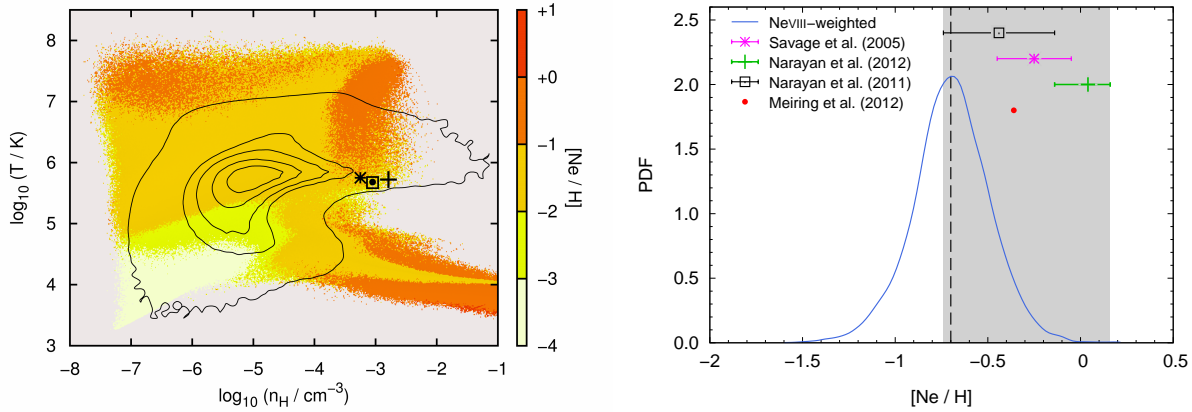 +1
+0
−1
−2
−3
−4
[Ne / H]
8
7
6
5
4
3
log₁₀ (T / K)
−8 −7 −6 −5 −4 −3 −2 −1
log₁₀ (n_H / cm⁻³)
2.5
2.0
1.5
1.0
0.5
0.0
PDF
NeVIII−weighted
Savage et al. (2005)
Narayan et al. (2012)
Narayan et al. (2011)
Meiring et al. (2012)
−2 −1.5 −1 −0.5 0 0.5
[Ne / H]